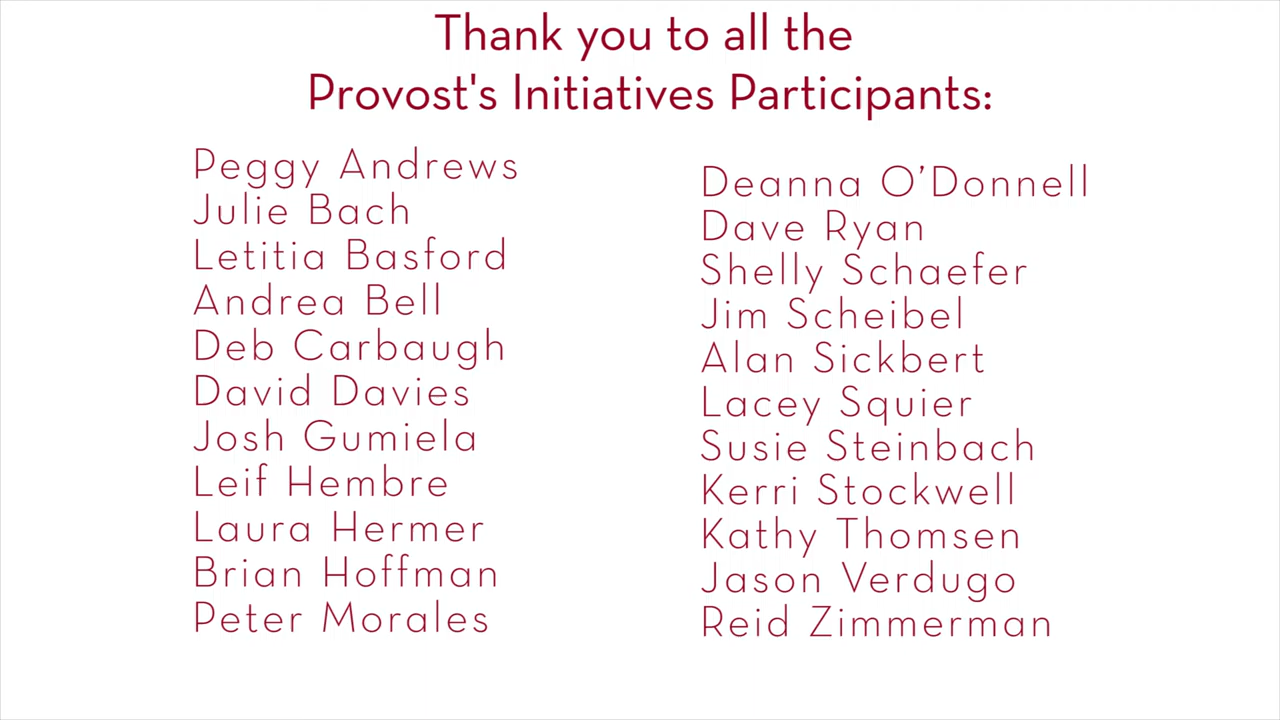 Thank you to all the
Provost's Initiatives Participants:
Peggy Andrews
Julie Bach
Letitia Basford
Andrea Bell
Deb Carbaugh
David Davies
Josh Gumiela
Leif Hembre
Laura Hermer
Brian Hoffman
Peter Morales
Deanna O’Donnell
Dave Ryan
Shelly Schaefer
Jim Scheibel
Alan Sickbert
Lacey Squier
Susie Steinbach
Kerri Stockwell
Kathy Thomsen
Jason Verdugo
Reid Zimmerman